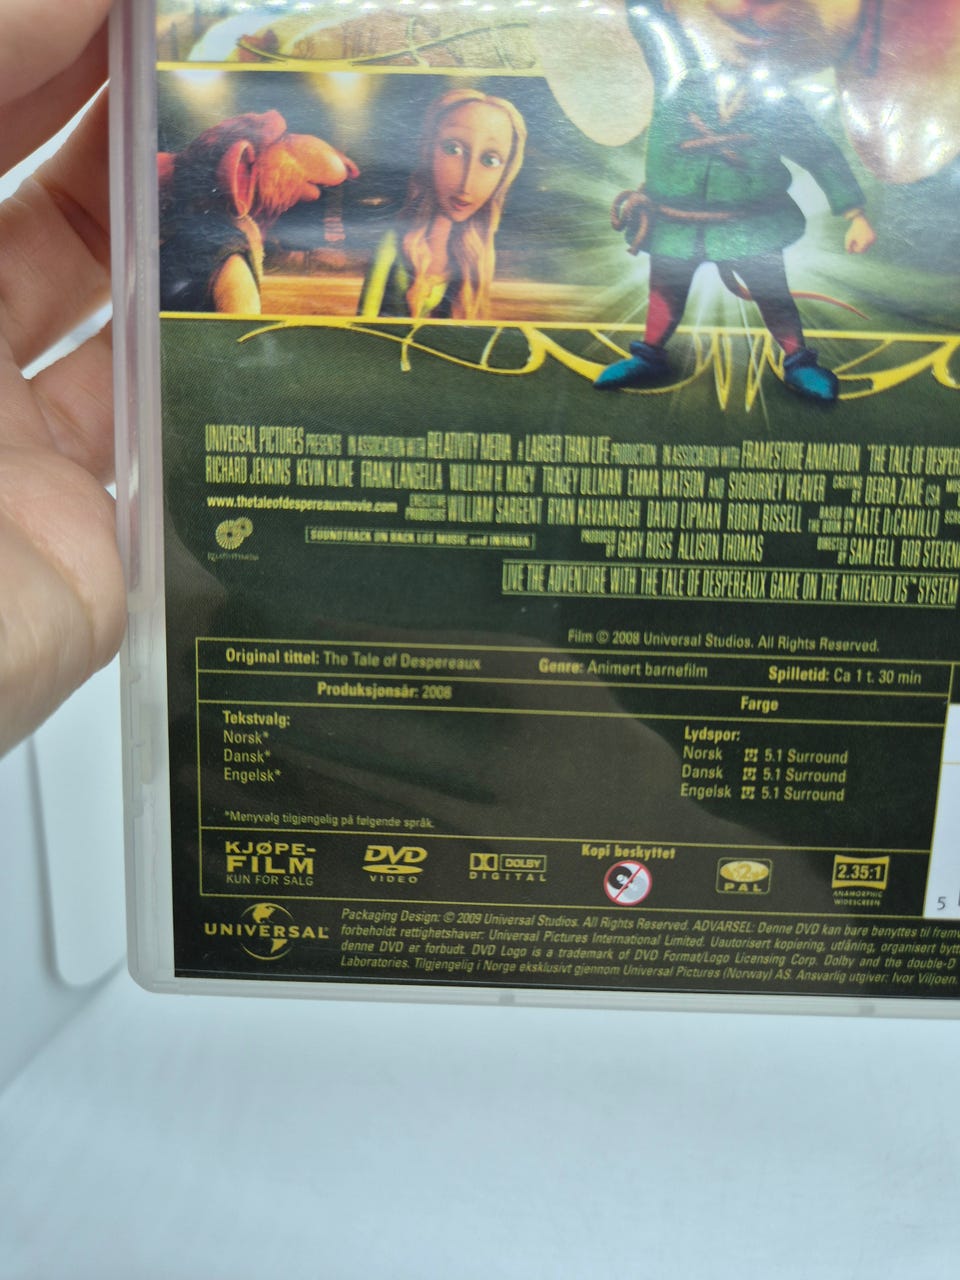 UNIVERSAL PICTURES PRESENTS IN ASSOCIATION WITH RELATIVITY MEDIA A LARGER THAN LIFE PRODUCTION IN ASSOCIATION WITH FRAMESTORE ANIMATION "THE TALE OF DESPER
RICHARD JENKINS KEVIN KLINE FRANK LANGELLA WILLIAM H. MACY TRACEY ULLMAN EMMA WATSON AND SIGOURNEY WEAVER CASTING BY DEBRA ZANE CSA
www.thetaleofdespereauxmovie.com EXECUTIVE PRODUCERS WILLIAM SARGENT RYAN KAVANAUGH DAVID LIPMAN ROBIN BISSELL BASED ON THE BOOK BY KATE DiCAMILLO
SOUNDTRACK ON BACK LOT MUSIC and INTRADA PRODUCED BY GARY ROSS ALLISON THOMAS DIRECTED BY SAM FELL ROB STEVEN
LIVE THE ADVENTURE WITH THE TALE OF DESPEREAUX GAME ON THE NINTENDO DS™ SYSTEM
Film © 2008 Universal Studios. All Rights Reserved.
Original tittel: The Tale of Despereaux Genre: Animert barnefilm Spilletid: Ca 1 t. 30 min
Produksjonsår: 2008 Farge
Tekstvalg:
Norsk*
Dansk*
Engelsk*
Lydspor:
Norsk 5.1 Surround
Dansk 5.1 Surround
Engelsk 5.1 Surround
*Menyvalg tilgjengelig på følgende språk.
KJØPE-
FILM
KUN FOR SALG
DVD
VIDEO
DOLBY
DIGITAL
Kopi beskyttet
2
PAL
2.35:1
ANAMORPHIC
WIDESCREEN
5
UNIVERSAL
Packaging Design: © 2009 Universal Studios. All Rights Reserved. ADVARSEL: Denne DVD kan bare benyttes til frem
forbeholdt rettighetshaver: Universal Pictures International Limited. Uautorisert kopiering, utlåning, organisert bytt
denne DVD er forbudt. DVD Logo is a trademark of DVD Format/Logo Licensing Corp. Dolby and the double-D
Laboratories. Tilgjengelig i Norge eksklusivt gjennom Universal Pictures (Norway) AS. Ansvarlig utgiver: Ivor Viljoen.